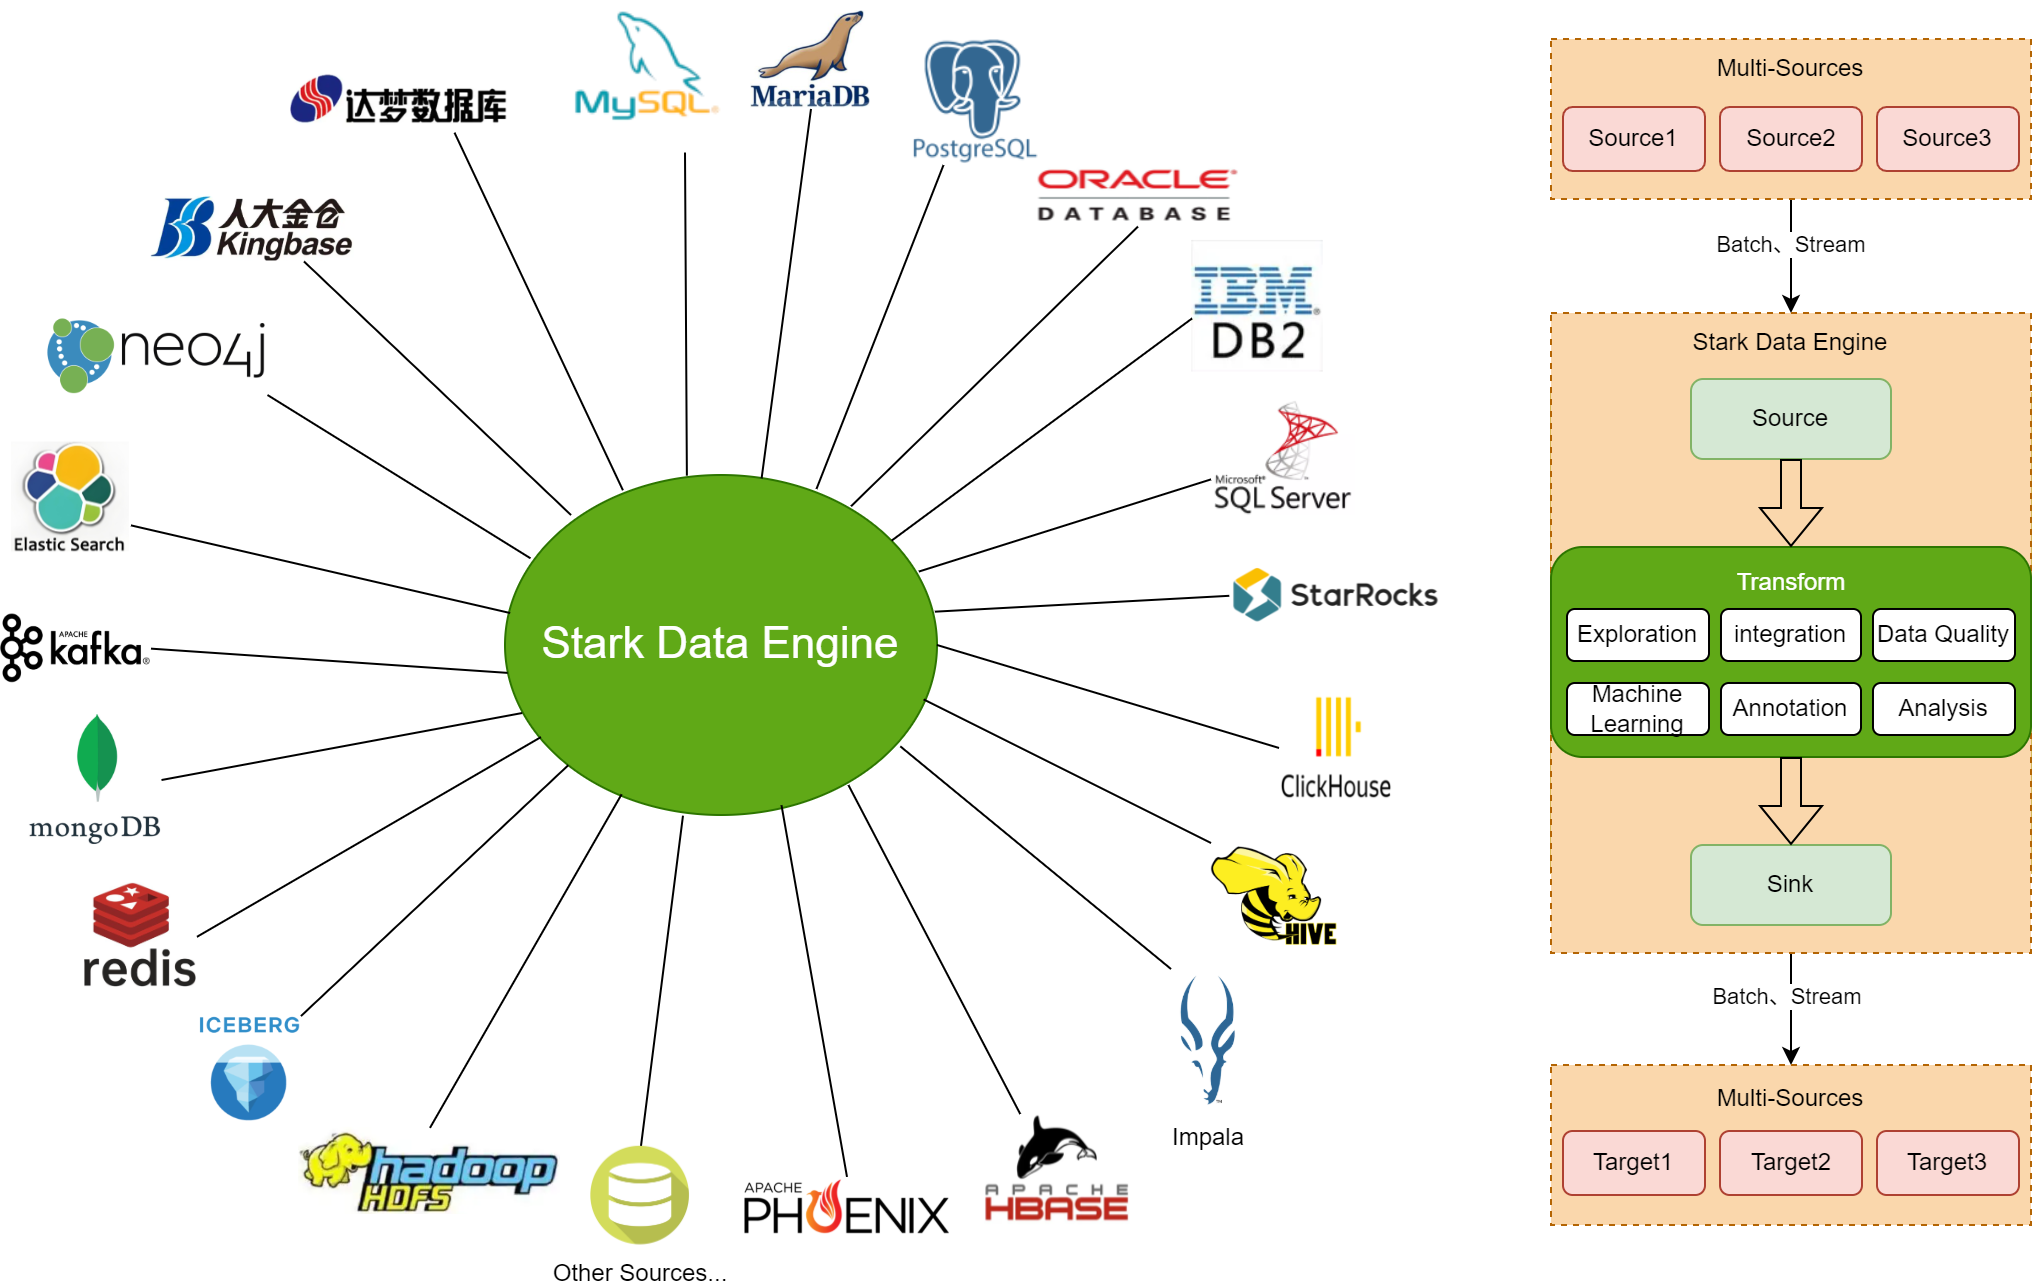 达梦数据库
MySQL®
MariaDB
PostgreSQL
ORACLE®
DATABASE
人大金仓
Kingbase
IBM®
DB2
neo4j
Microsoft®
SQL Server
Elastic Search
StarRocks
Stark Data Engine
APACHE
kafka®
ClickHouse
mongoDB
HIVE
redis
ICEBERG
Impala
hadoop
HDFS
APACHE
PHOENIX
APACHE
HBASE
Other Sources...
Multi-Sources
Source1
Source2
Source3
Batch、Stream
Stark Data Engine
Source
Transform
Exploration
integration
Data Quality
Machine
Learning
Annotation
Analysis
Sink
Batch、Stream
Multi-Sources
Target1
Target2
Target3